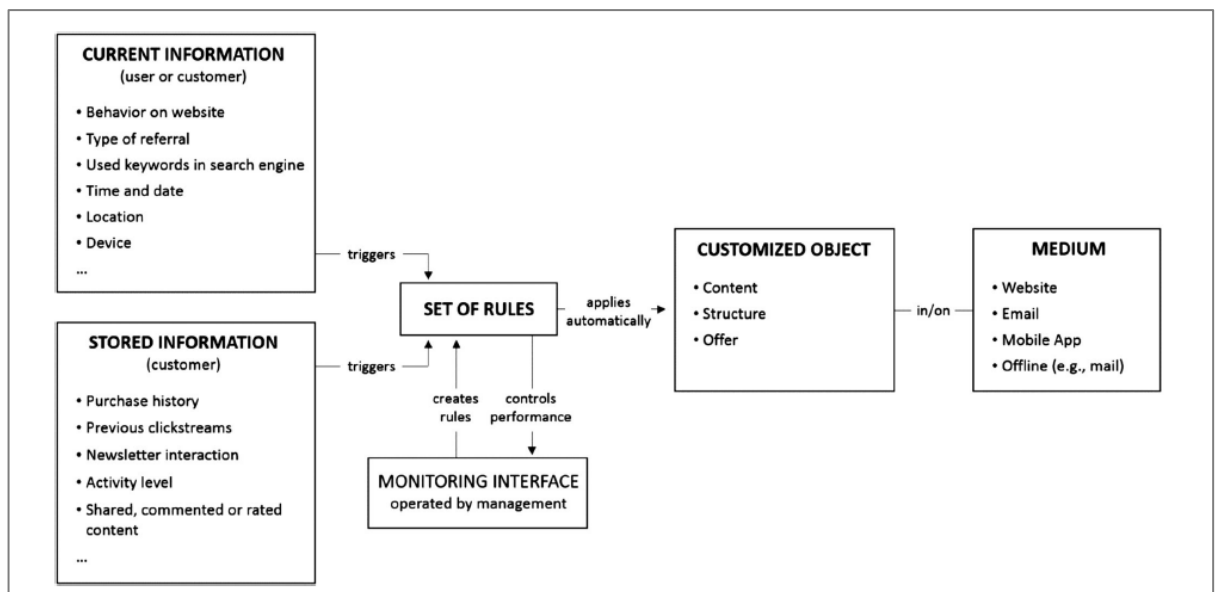 CURRENT INFORMATION
(user or customer)
• Behavior on website
• Type of referral
• Used keywords in search engine
• Time and date
• Location
• Device
...
triggers
STORED INFORMATION
(customer)
• Purchase history
• Previous clickstreams
• Newsletter interaction
• Activity level
• Shared, commented or rated
content
...
triggers
SET OF RULES
creates
rules
controls
performance
MONITORING INTERFACE
operated by management
applies
automatically
CUSTOMIZED OBJECT
• Content
• Structure
• Offer
in/on
MEDIUM
• Website
• Email
• Mobile App
• Offline (e.g., mail)